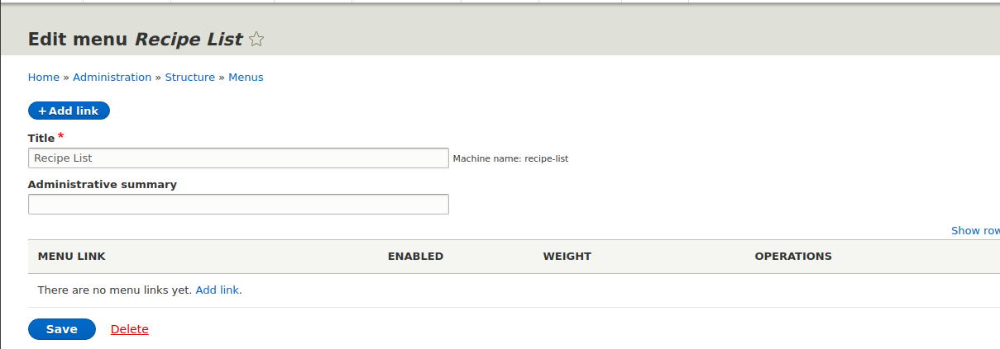 Edit menu Recipe List
Home » Administration » Structure » Menus
+ Add link
Title *
Recipe List Machine name: recipe-list
Administrative summary
Show row
MENU LINK ENABLED WEIGHT OPERATIONS
There are no menu links yet. Add link.
Save Delete